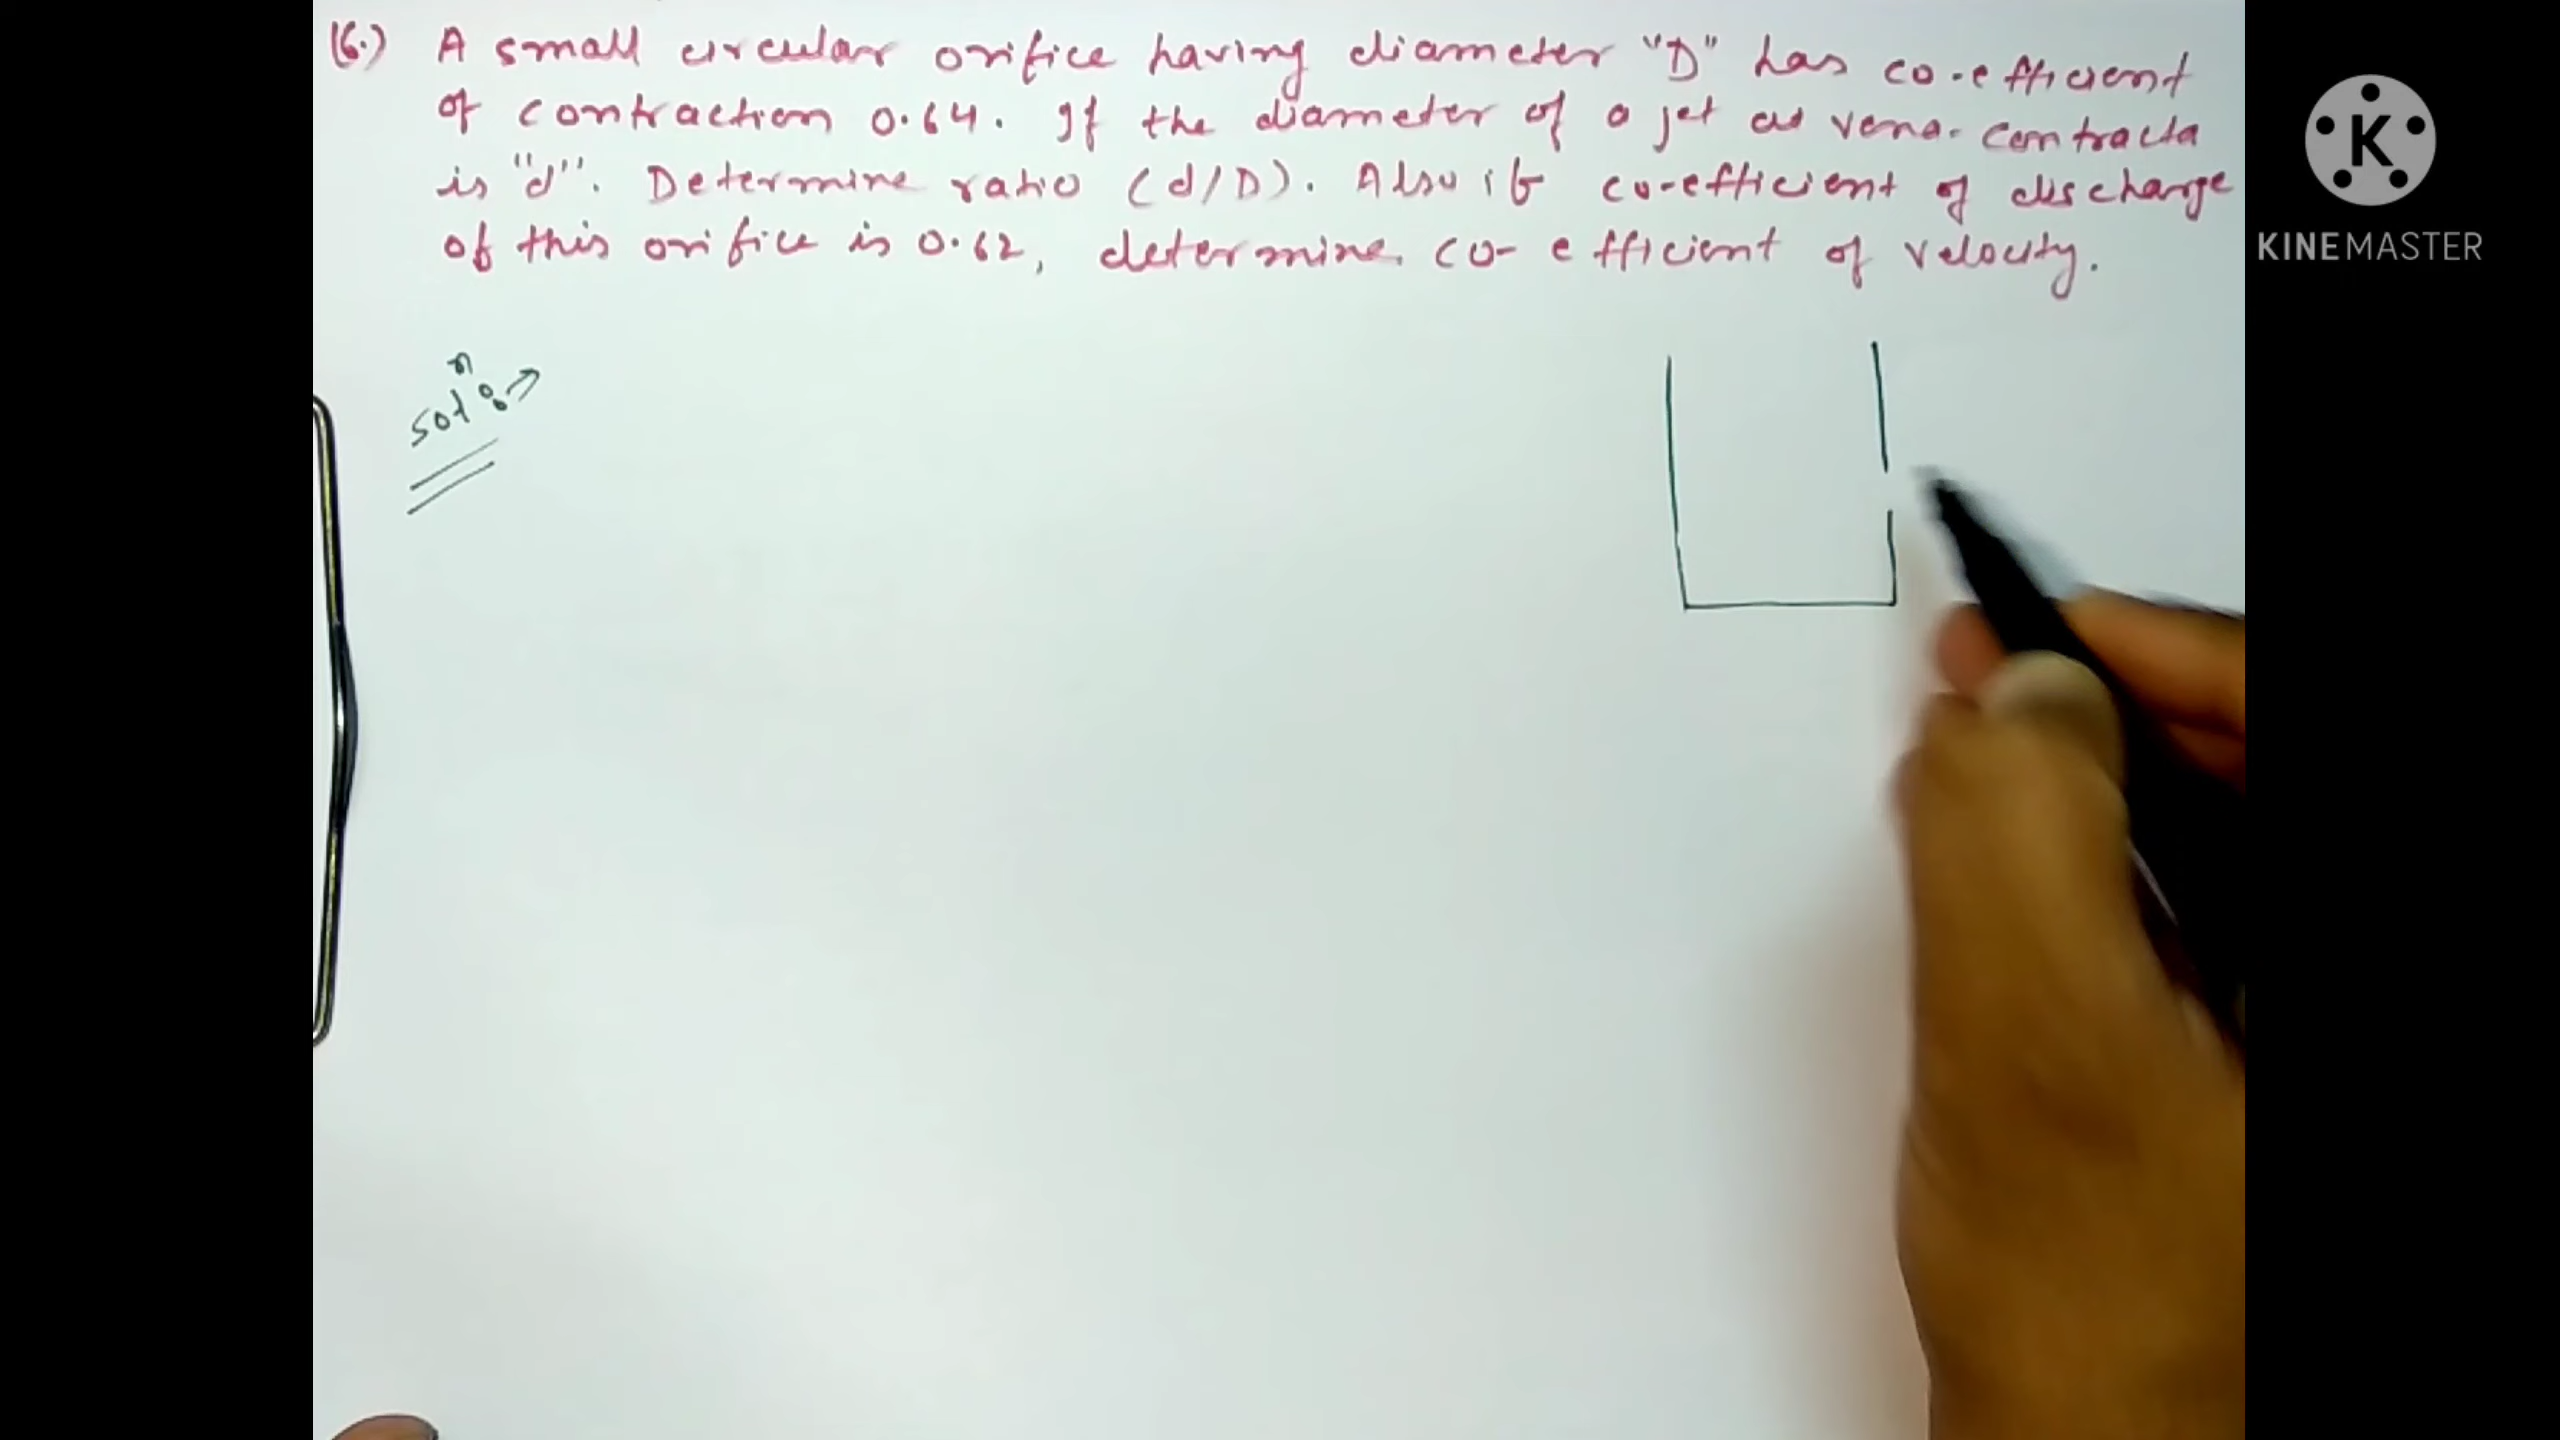 (6.) A small circular orifice having diameter "D" has co-efficient
of contraction 0.64. If the diameter of a jet at vena-contracta
is "d". Determine ratio (d/D). Also if co-efficient of discharge
of this orifice is 0.62, determine co-efficient of velocity.
K
KINEMASTER
Solⁿ:→